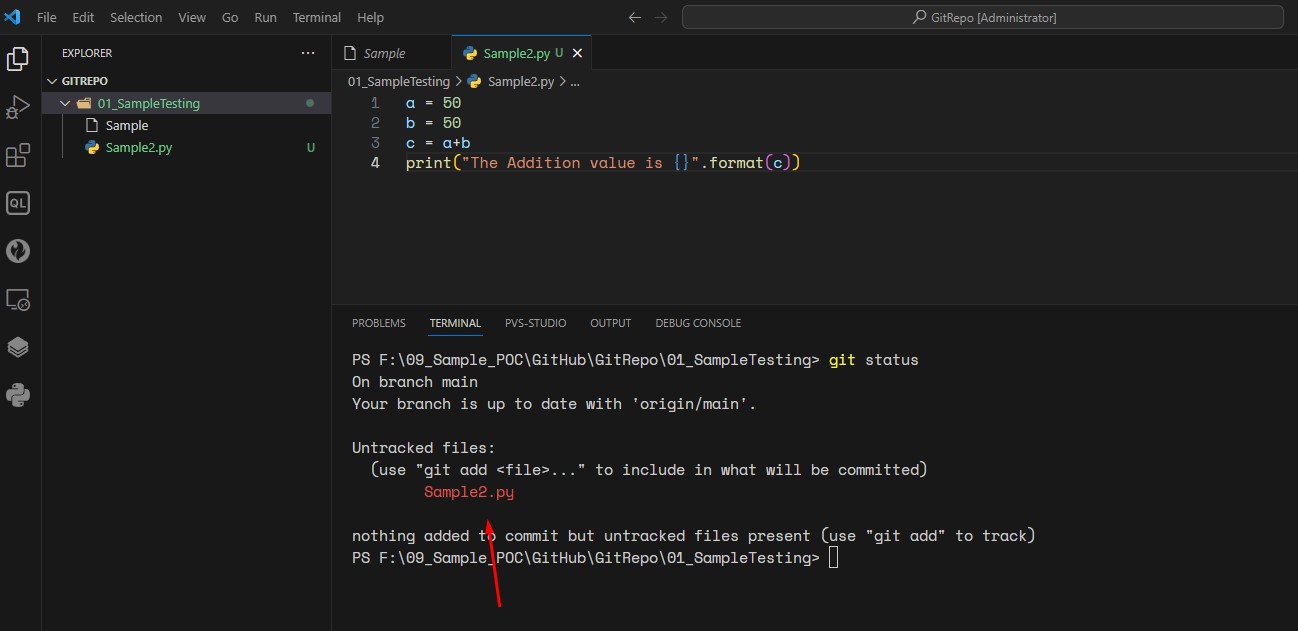 File Edit Selection View Go Run Terminal Help
GitRepo [Administrator]
EXPLORER
GITREPO
01_SampleTesting
Sample
Sample2.py U
QL
Sample
Sample2.py U
01_SampleTesting > Sample2.py > ...
1 a = 50
2 b = 50
3 c = a+b
4 print("The Addition value is {}".format(c))
PROBLEMS TERMINAL PVS-STUDIO OUTPUT DEBUG CONSOLE
PS F:\09_Sample_POC\GitHub\GitRepo\01_SampleTesting> git status
On branch main
Your branch is up to date with 'origin/main'.
Untracked files:
(use "git add <file>..." to include in what will be committed)
Sample2.py
nothing added to commit but untracked files present (use "git add" to track)
PS F:\09_Sample_POC\GitHub\GitRepo\01_SampleTesting>